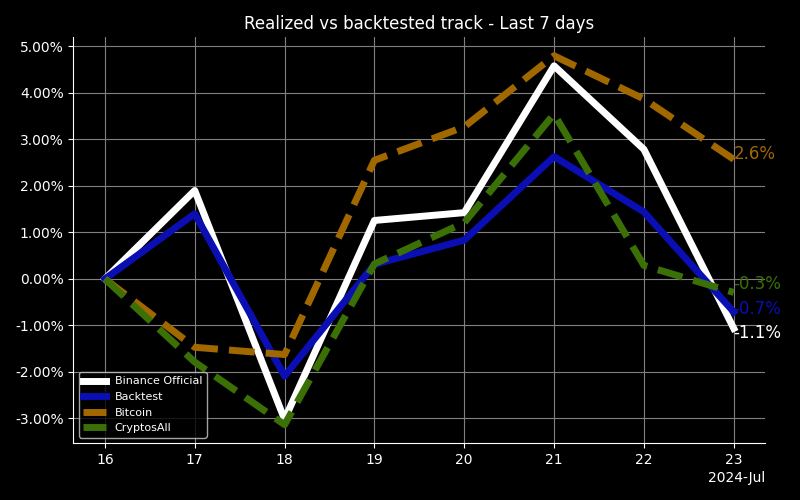 Realized vs backtested track - Last 7 days
5.00%
4.00%
3.00%
2.00%
1.00%
0.00%
-1.00%
-2.00%
-3.00%
2.6%
-0.3%
-0.7%
-1.1%
Binance Official
Backtest
Bitcoin
CryptosAll
16 17 18 19 20 21 22 23
2024-Jul